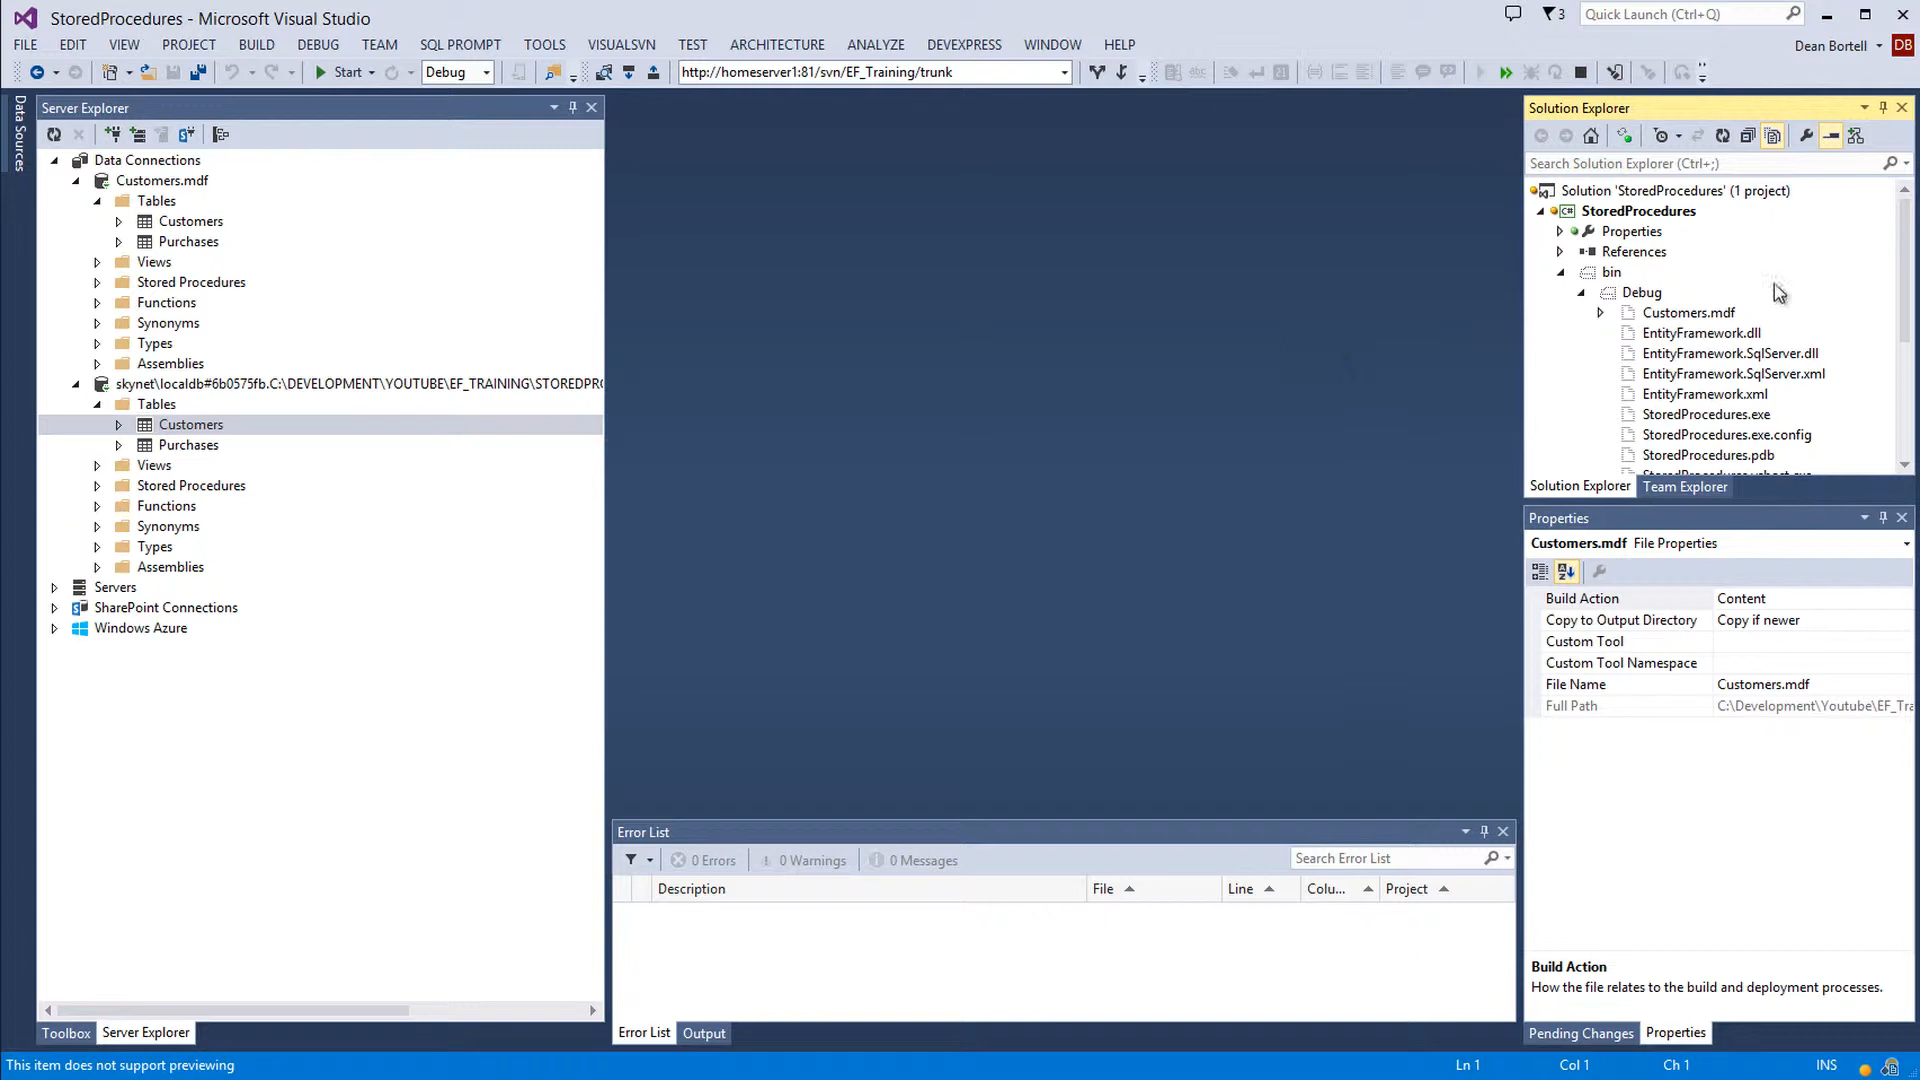 StoredProcedures - Microsoft Visual Studio
3
Quick Launch (Ctrl+Q)
FILE EDIT VIEW PROJECT BUILD DEBUG TEAM SQL PROMPT TOOLS VISUALSVN TEST ARCHITECTURE ANALYZE DEVEXPRESS WINDOW HELP
Dean Bortell DB
Start Debug http://homeserver1:81/svn/EF_Training/trunk
Data Sources
Server Explorer
Data Connections
Customers.mdf
Tables
Customers
Purchases
Views
Stored Procedures
Functions
Synonyms
Types
Assemblies
skynet\localdb#6b0575fb.C:\DEVELOPMENT\YOUTUBE\EF_TRAINING\STOREDPR
Tables
Customers
Purchases
Views
Stored Procedures
Functions
Synonyms
Types
Assemblies
Servers
SharePoint Connections
Windows Azure
Toolbox Server Explorer
Error List
0 Errors 0 Warnings 0 Messages Search Error List
Description File Line Colu... Project
Error List Output
Solution Explorer
Search Solution Explorer (Ctrl+;)
Solution 'StoredProcedures' (1 project)
C# StoredProcedures
Properties
References
bin
Debug
Customers.mdf
EntityFramework.dll
EntityFramework.SqlServer.dll
EntityFramework.SqlServer.xml
EntityFramework.xml
StoredProcedures.exe
StoredProcedures.exe.config
StoredProcedures.pdb
Solution Explorer Team Explorer
Properties
Customers.mdf File Properties
Build Action Content
Copy to Output Directory Copy if newer
Custom Tool
Custom Tool Namespace
File Name Customers.mdf
Full Path C:\Development\Youtube\EF_Tra
Build Action
How the file relates to the build and deployment processes.
Pending Changes Properties
This item does not support previewing
Ln 1 Col 1 Ch 1 INS